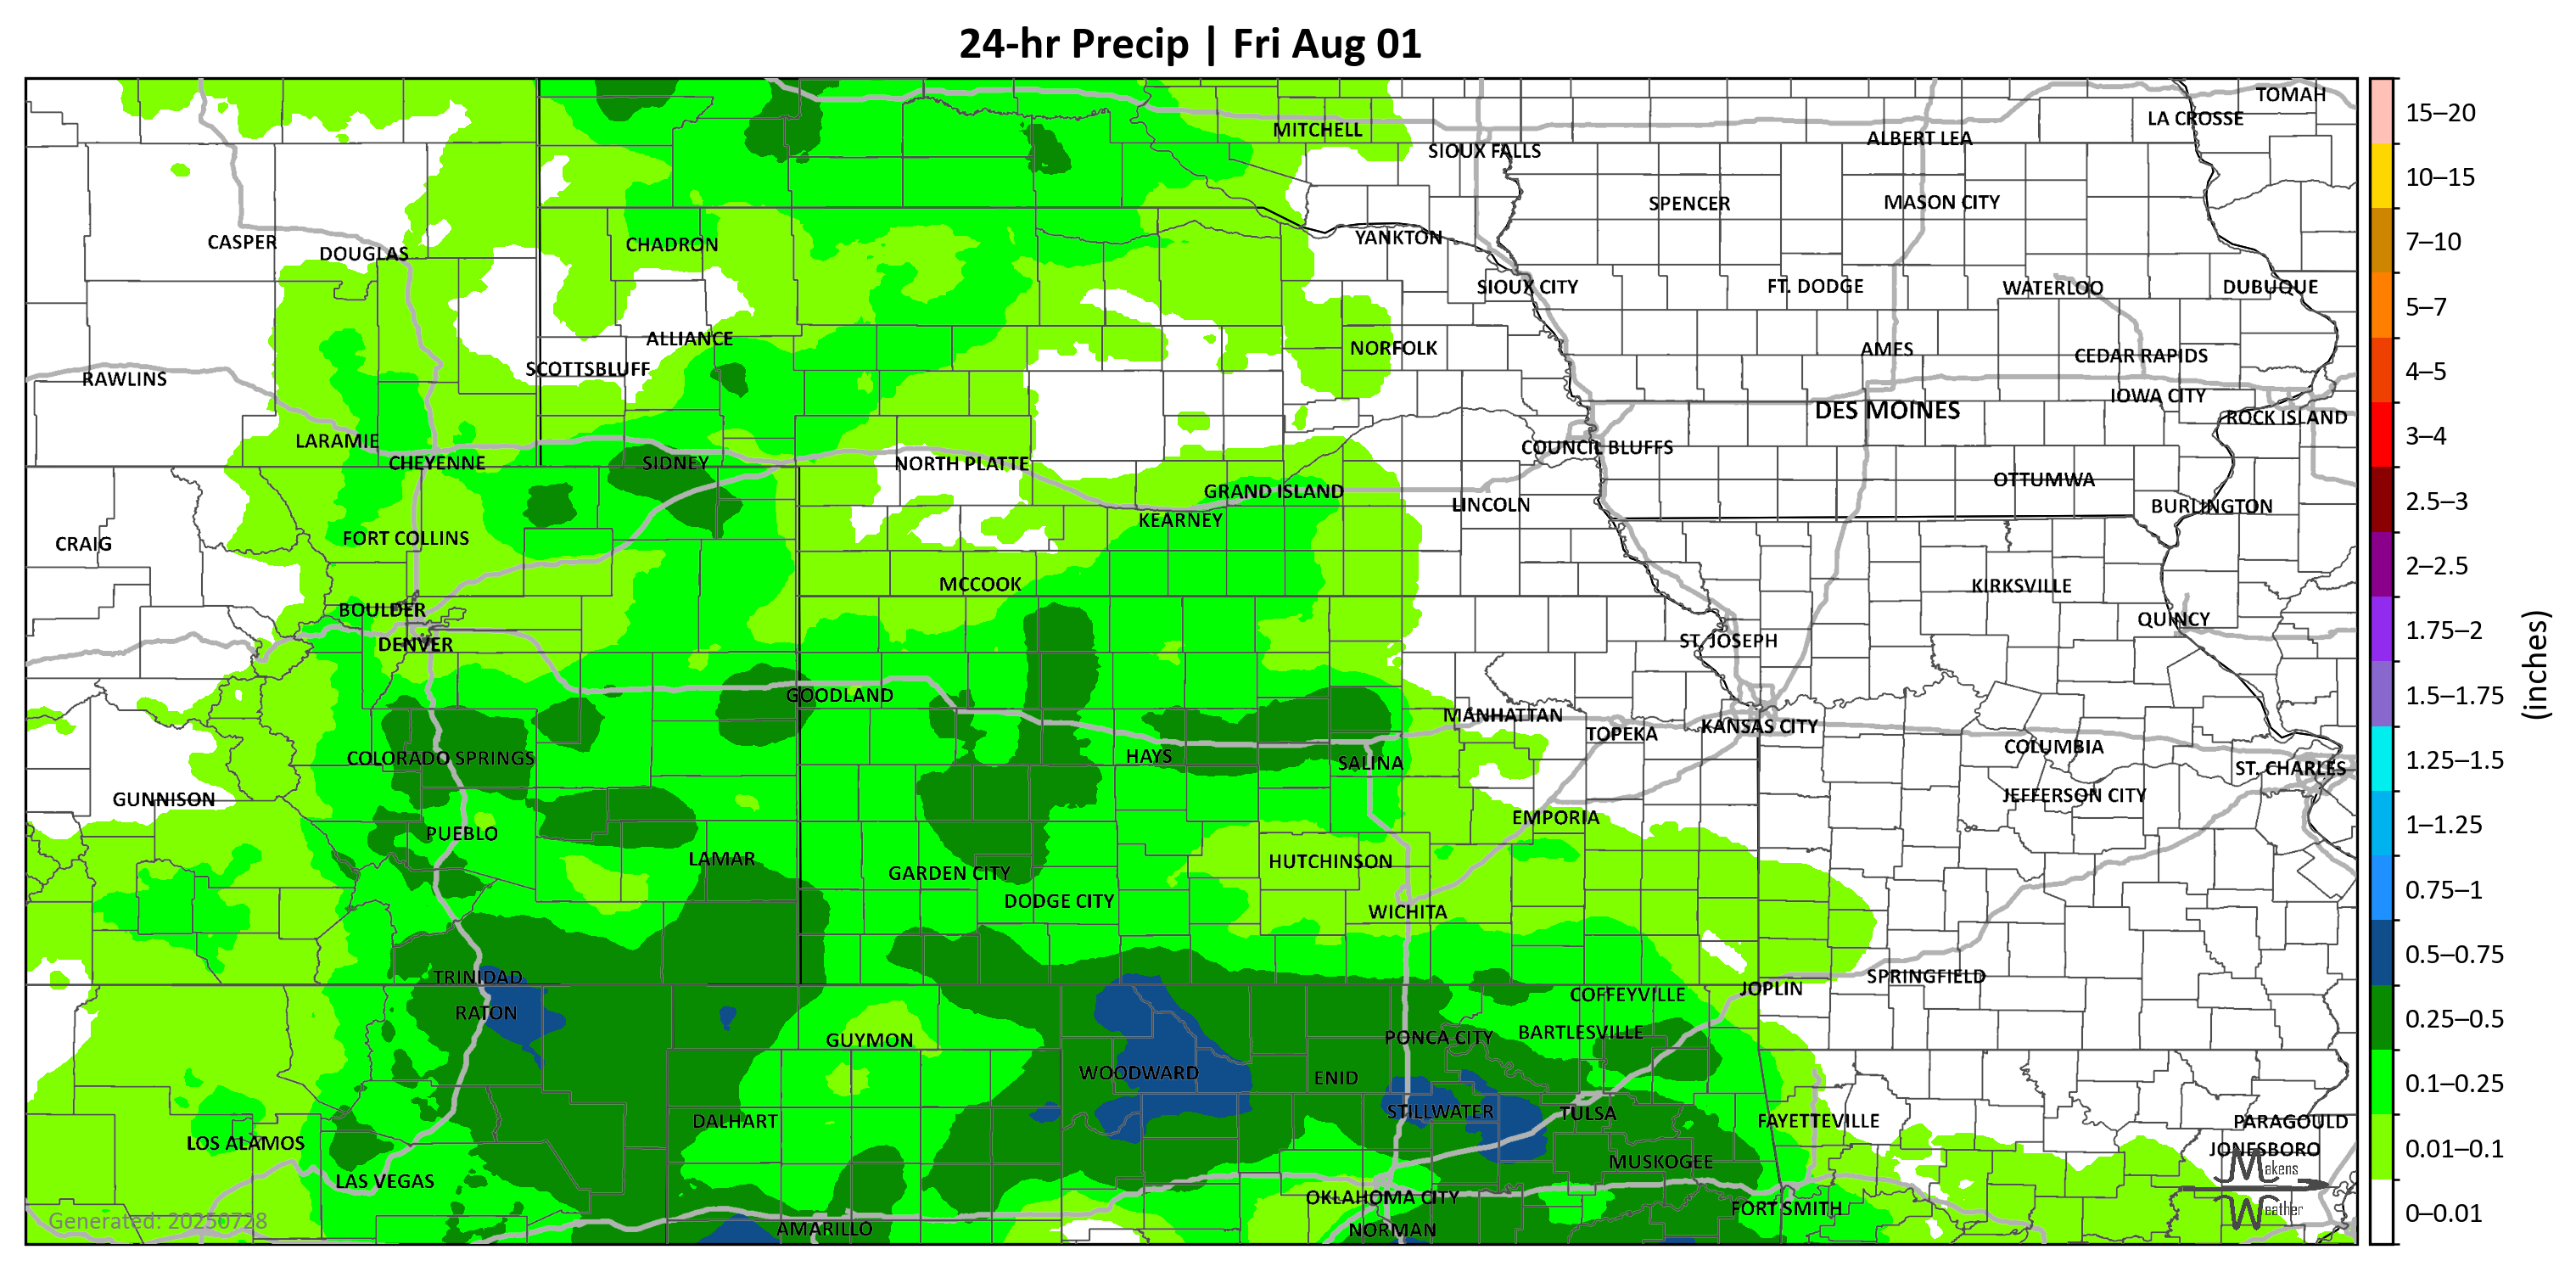 24-hr Precip | Fri Aug 01
TOMAH
LA CROSSE
MITCHELL
ALBERT LEA
SIOUX FALLS
SPENCER
MASON CITY
CASPER
DOUGLAS
CHADRON
YANKTON
SIOUX CITY
FT. DODGE
WATERLOO
DUBUQUE
ALLIANCE
NORFOLK
AMES
CEDAR RAPIDS
RAWLINS
SCOTTSBLUFF
IOWA CITY
DES MOINES
ROCK ISLAND
LARAMIE
COUNCIL BLUFFS
CHEYENNE
SIDNEY
NORTH PLATTE
OTTUMWA
GRAND ISLAND
LINCOLN
BURLINGTON
KEARNEY
CRAIG
FORT COLLINS
MCCOOK
KIRKSVILLE
BOULDER
QUINCY
DENVER
ST. JOSEPH
GOODLAND
MANHATTAN
TOPEKA
KANSAS CITY
COLORADO SPRINGS
HAYS
SALINA
COLUMBIA
ST. CHARLES
GUNNISON
JEFFERSON CITY
PUEBLO
EMPORIA
LAMAR
GARDEN CITY
HUTCHINSON
DODGE CITY
WICHITA
TRINIDAD
SPRINGFIELD
JOPLIN
RATON
COFFEYVILLE
GUYMON
PONCA CITY
BARTLESVILLE
WOODWARD
ENID
DALHART
STILLWATER
TULSA
FAYETTEVILLE
PARAGOULD
LOS ALAMOS
JONESBORO
MUSKOGEE
LAS VEGAS
OKLAHOMA CITY
FORT SMITH
AMARILLO
NORMAN
Makens
Weather
Generated: 20250728
15–20
10–15
7–10
5–7
4–5
3–4
2.5–3
2–2.5
1.75–2
1.5–1.75
1.25–1.5
1–1.25
0.75–1
0.5–0.75
0.25–0.5
0.1–0.25
0.01–0.1
0–0.01
(inches)